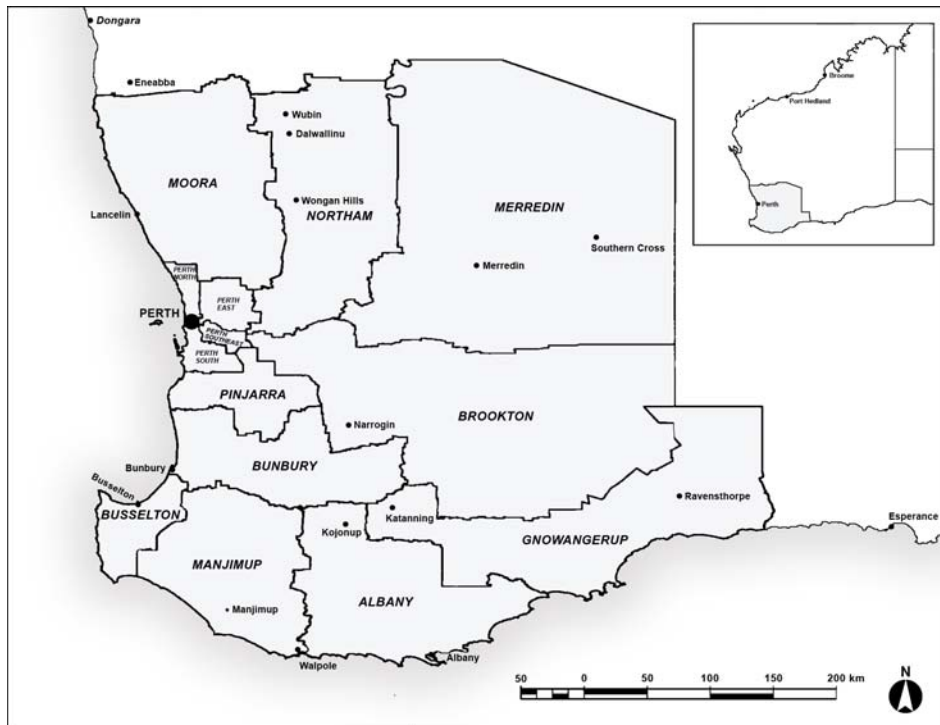 Dongara
Eneabba
Broome
Port Hedland
Perth
Wubin
Dalwallinu
MOORA
Wongan Hills
NORTHAM
MERREDIN
Lancelin
Southern Cross
Merredin
PERTH
NORTH
PERTH
EAST
PERTH
PERTH
SOUTHEAST
PERTH
SOUTH
PINJARRA
BROOKTON
Narrogin
Bunbury
BUNBURY
Busselton
BUSSELTON
Ravensthorpe
Katanning
Kojonup
Esperance
GNOWANGERUP
MANJIMUP
ALBANY
Manjimup
Walpole
Albany
N
50 0 50 100 150 200 km